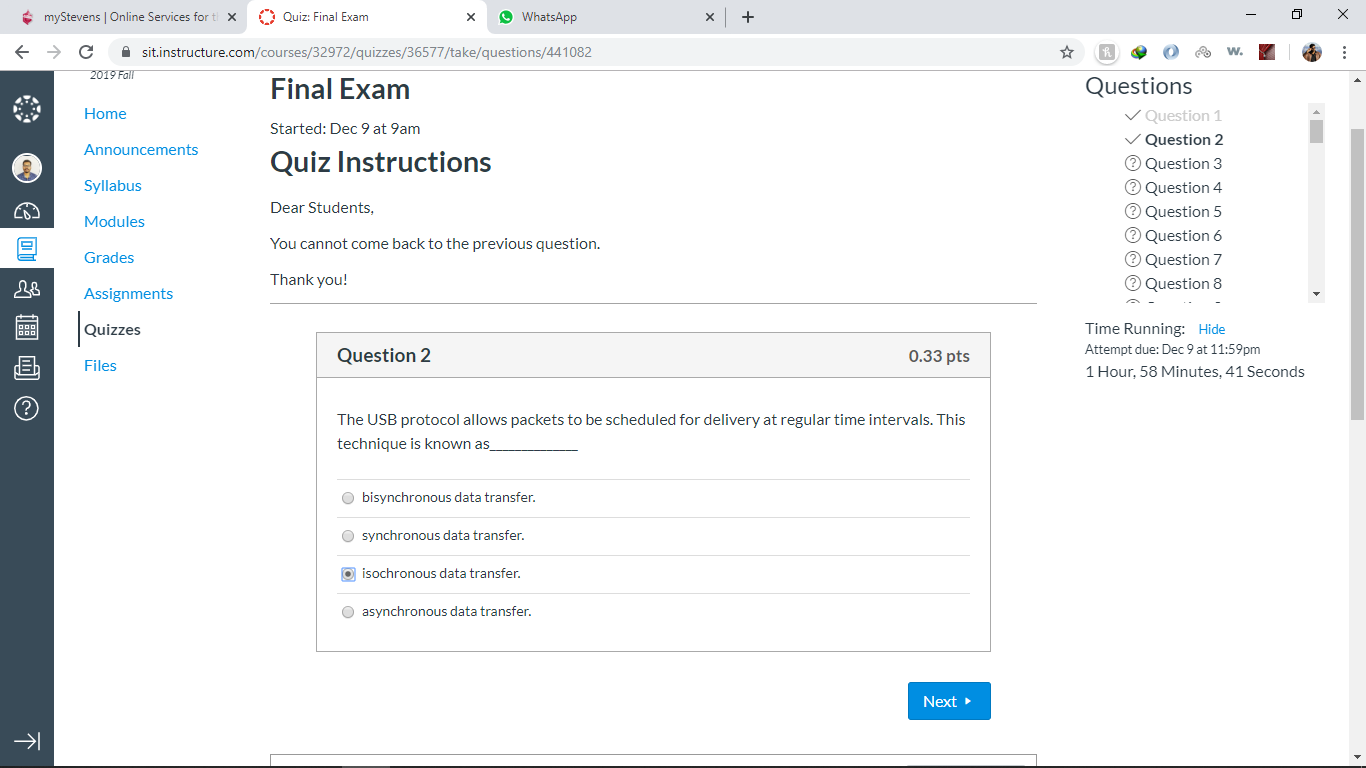 myStevens | Online Services for t
Quiz: Final Exam
WhatsApp
sit.instructure.com/courses/32972/quizzes/36577/take/questions/441082
2019 Fall
Home
Announcements
Syllabus
Modules
Grades
Assignments
Quizzes
Files
Final Exam
Started: Dec 9 at 9am
Quiz Instructions
Dear Students,
You cannot come back to the previous question.
Thank you!
Question 2
0.33 pts
The USB protocol allows packets to be scheduled for delivery at regular time intervals. This
technique is known as______________
bisynchronous data transfer.
synchronous data transfer.
isochronous data transfer.
asynchronous data transfer.
Next
Questions
Question 1
Question 2
Question 3
Question 4
Question 5
Question 6
Question 7
Question 8
Time Running: Hide
Attempt due: Dec 9 at 11:59pm
1 Hour, 58 Minutes, 41 Seconds